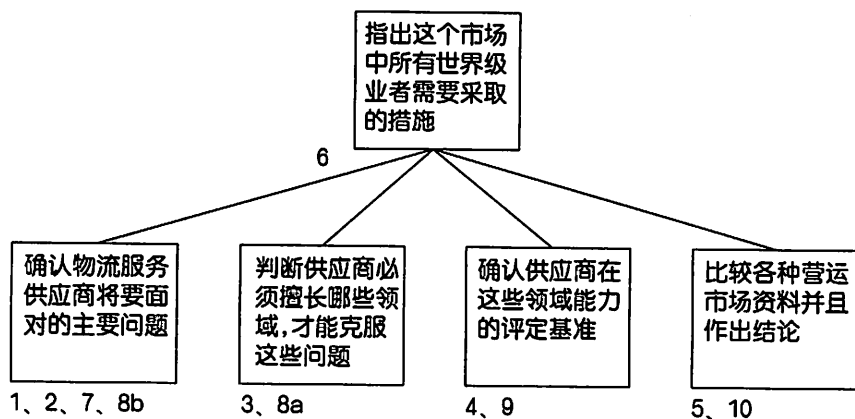 指出这个市场
中所有世界级
业者需要采取
的措施
6
确认物流服务
供应商将要面
对的主要问题
判断供应商必
须擅长哪些领
域,才能克服
这些问题
确认供应商在
这些领域能力
的评定基准
比较各种营运
市场资料并且
作出结论
1、2、7、8b
3、8a
4、9
5、10